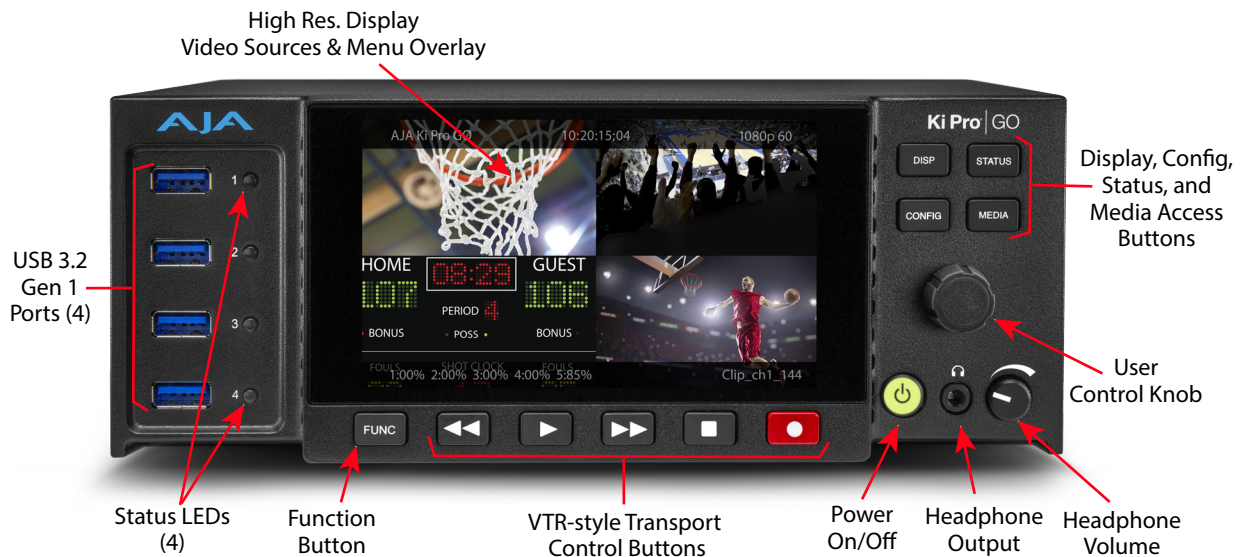 High Res. Display
Video Sources & Menu Overlay
AJA
Ki Pro GO
AJA Ki Pro GO 10:20:15:04 1080p 60
DISP STATUS
CONFIG MEDIA
Display, Config,
Status, and
Media Access
Buttons
USB 3.2
Gen 1
Ports (4)
1
2
3
4
HOME 08:29 GUEST
107 PERIOD 4 106
BONUS POSS BONUS
FOULS SHOT CLOCK FOULS
1:00% 2:00% 3:00% 4:00% 5:85% Clip_ch1_144
User
Control Knob
FUNC
Status LEDs
(4)
Function
Button
VTR-style Transport
Control Buttons
Power
On/Off
Headphone
Output
Headphone
Volume